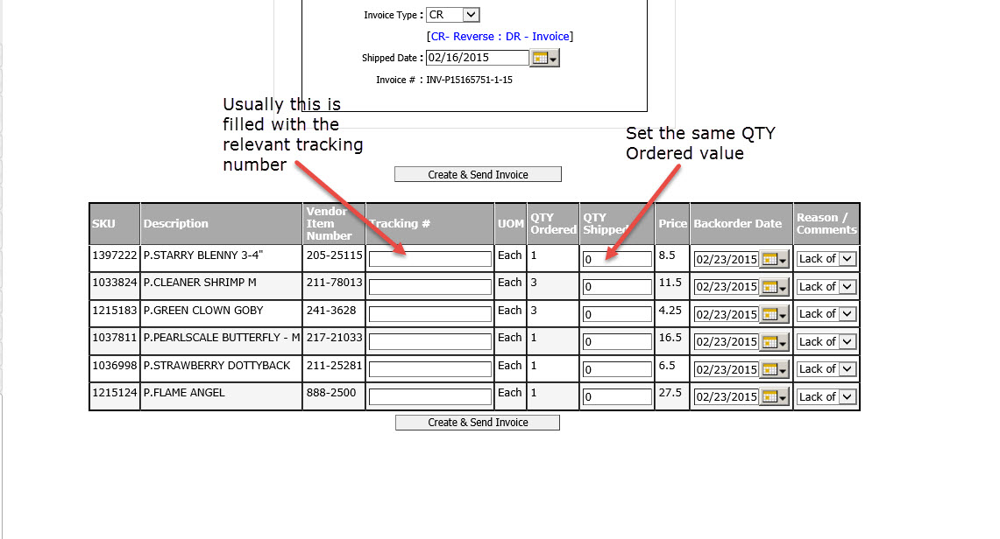 Invoice Type : CR
[CR- Reverse : DR - Invoice]
Shipped Date : 02/16/2015
Invoice # : INV-P15165751-1-15
Usually this is
filled with the
relevant tracking
number
Set the same QTY
Ordered value
Create & Send Invoice
SKU Description Vendor Item Number Tracking # UOM QTY Ordered QTY Shipped Price Backorder Date Reason / Comments
1397222 P.STARRY BLENNY 3-4" 205-25115 Each 1 0 8.5 02/23/2015 Lack of
1033824 P.CLEANER SHRIMP M 211-78013 Each 3 0 11.5 02/23/2015 Lack of
1215183 P.GREEN CLOWN GOBY 241-3628 Each 3 0 4.25 02/23/2015 Lack of
1037811 P.PEARLSCALE BUTTERFLY - M 217-21033 Each 1 0 16.5 02/23/2015 Lack of
1036998 P.STRAWBERRY DOTTYBACK 211-25281 Each 1 0 6.5 02/23/2015 Lack of
1215124 P.FLAME ANGEL 888-2500 Each 1 0 27.5 02/23/2015 Lack of
Create & Send Invoice